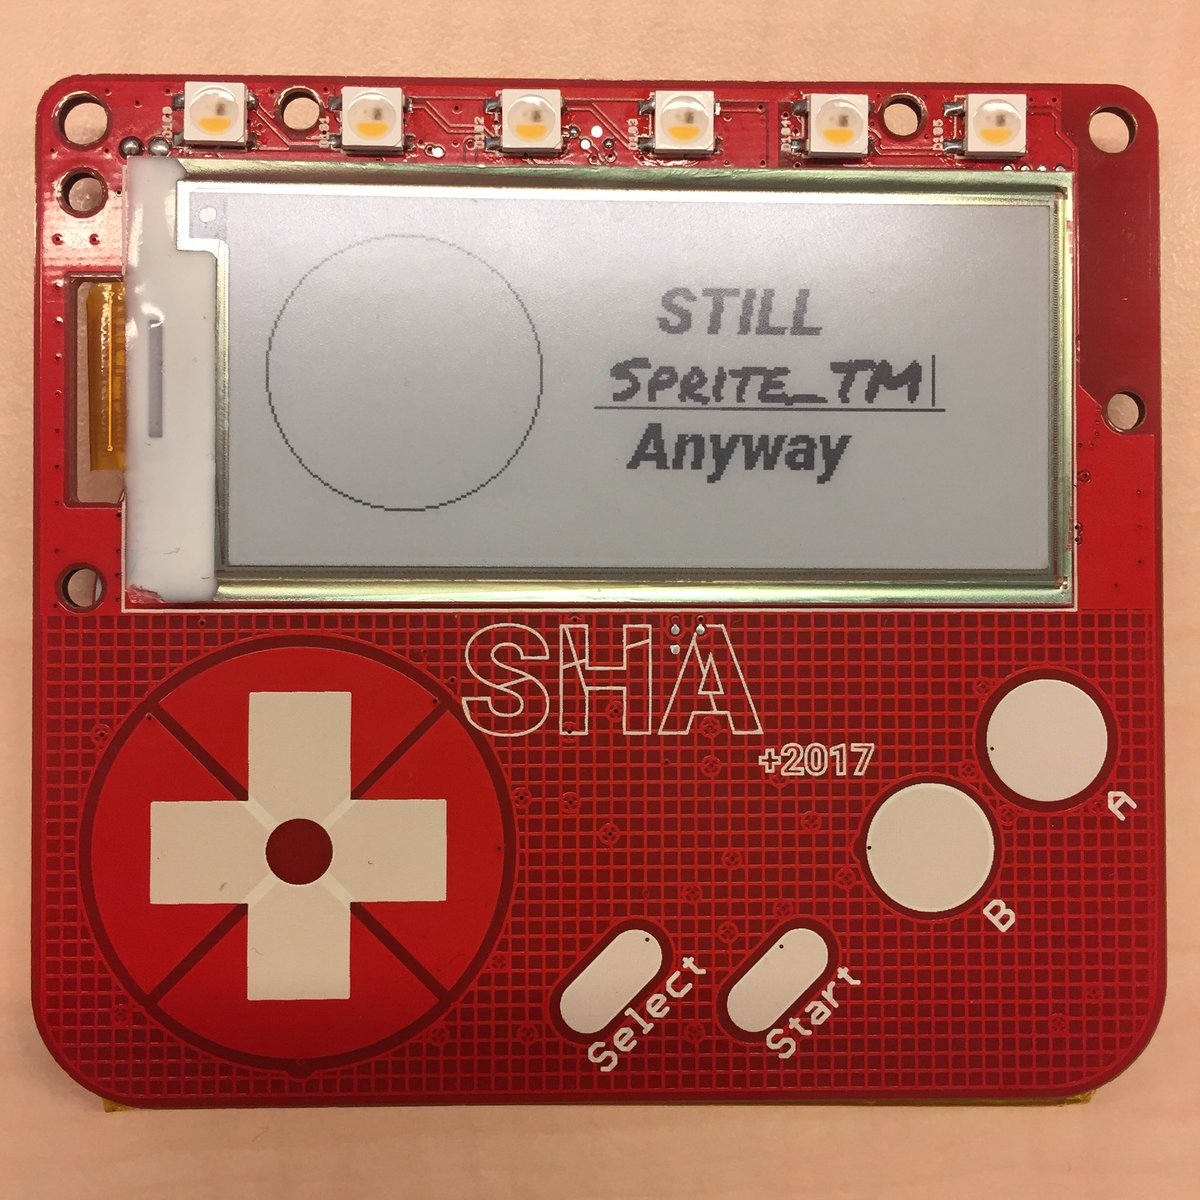 STILL
SPRITE_TM
Anyway
SHA
+2017
A
B
Select
Start